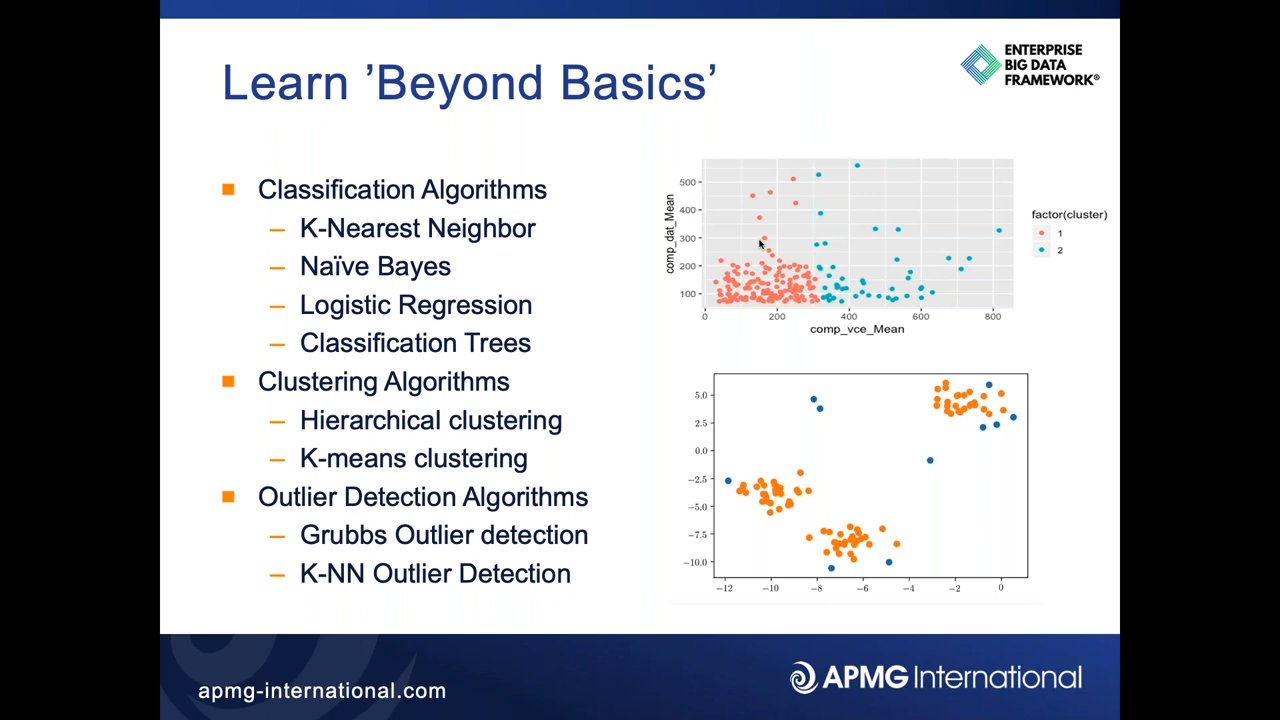 Learn ’Beyond Basics’
ENTERPRISE
BIG DATA
FRAMEWORK®
Classification Algorithms
– K-Nearest Neighbor
– Naïve Bayes
– Logistic Regression
– Classification Trees
Clustering Algorithms
– Hierarchical clustering
– K-means clustering
Outlier Detection Algorithms
– Grubbs Outlier detection
– K-NN Outlier Detection
comp_dat_Mean
500
400
300
200
100
0 200 400 600 800
comp_vce_Mean
factor(cluster)
1
2
5.0
2.5
0.0
−2.5
−5.0
−7.5
−10.0
−12 −10 −8 −6 −4 −2 0
apmg-international.com
APMG International